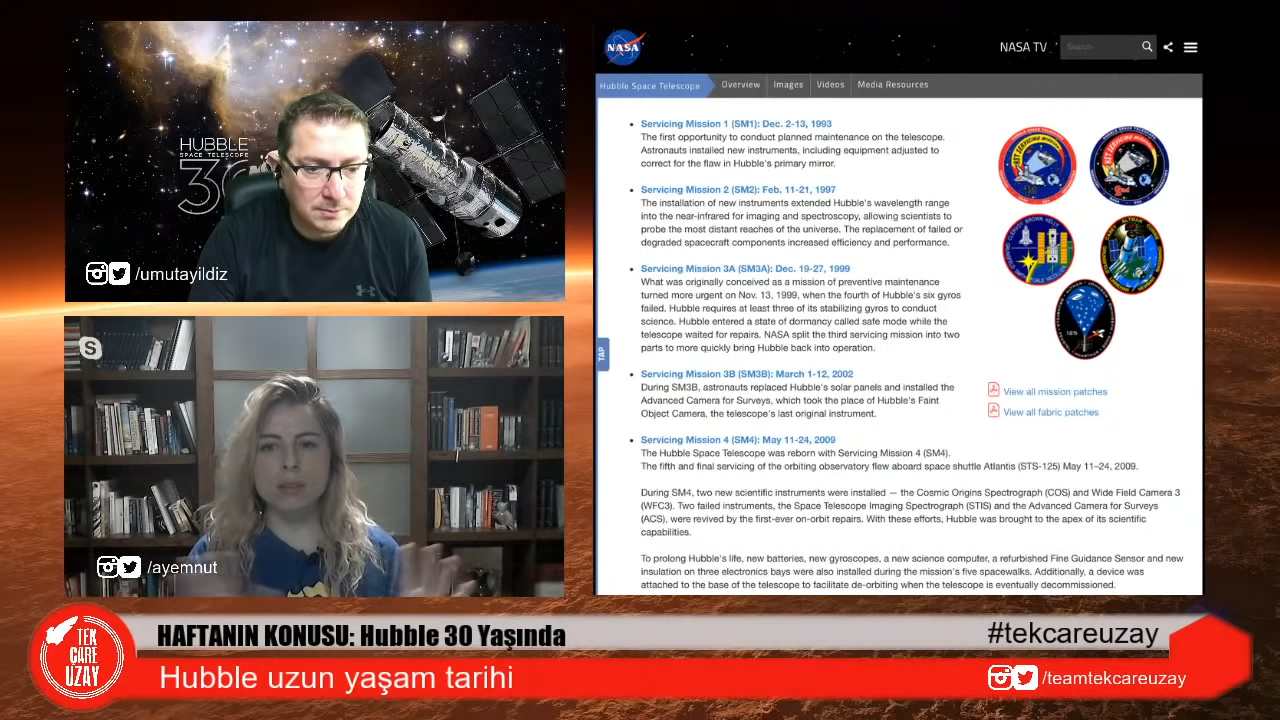 HUBBLE
SPACE TELESCOPE
30
/umutayildiz
S
/ayemnut
NASA
NASA TV
Search
Hubble Space Telescope
Overview
Images
Videos
Media Resources
TAP
Servicing Mission 1 (SM1): Dec. 2-13, 1993
The first opportunity to conduct planned maintenance on the telescope.
Astronauts installed new instruments, including equipment adjusted to
correct for the flaw in Hubble's primary mirror.
Servicing Mission 2 (SM2): Feb. 11-21, 1997
The installation of new instruments extended Hubble's wavelength range
into the near-infrared for imaging and spectroscopy, allowing scientists to
probe the most distant reaches of the universe. The replacement of failed or
degraded spacecraft components increased efficiency and performance.
Servicing Mission 3A (SM3A): Dec. 19-27, 1999
What was originally conceived as a mission of preventive maintenance
turned more urgent on Nov. 13, 1999, when the fourth of Hubble's six gyros
failed. Hubble requires at least three of its stabilizing gyros to conduct
science. Hubble entered a state of dormancy called safe mode while the
telescope waited for repairs. NASA split the third servicing mission into two
parts to more quickly bring Hubble back into operation.
Servicing Mission 3B (SM3B): March 1-12, 2002
During SM3B, astronauts replaced Hubble's solar panels and installed the
Advanced Camera for Surveys, which took the place of Hubble's Faint
Object Camera, the telescope's last original instrument.
View all mission patches
View all fabric patches
Servicing Mission 4 (SM4): May 11-24, 2009
The Hubble Space Telescope was reborn with Servicing Mission 4 (SM4).
The fifth and final servicing of the orbiting observatory flew aboard space shuttle Atlantis (STS-125) May 11–24, 2009.
During SM4, two new scientific instruments were installed — the Cosmic Origins Spectrograph (COS) and Wide Field Camera 3
(WFC3). Two failed instruments, the Space Telescope Imaging Spectrograph (STIS) and the Advanced Camera for Surveys
(ACS), were revived by the first-ever on-orbit repairs. With these efforts, Hubble was brought to the apex of its scientific
capabilities.
To prolong Hubble's life, new batteries, new gyroscopes, a new science computer, a refurbished Fine Guidance Sensor and new
insulation on three electronics bays were also installed during the mission's five spacewalks. Additionally, a device was
attached to the base of the telescope to facilitate de-orbiting when the telescope is eventually decommissioned.
TEK
ÇARE
UZAY
HAFTANIN KONUSU: Hubble 30 Yaşında
#tekcareuzay
Hubble uzun yaşam tarihi
/teamtekcareuzay